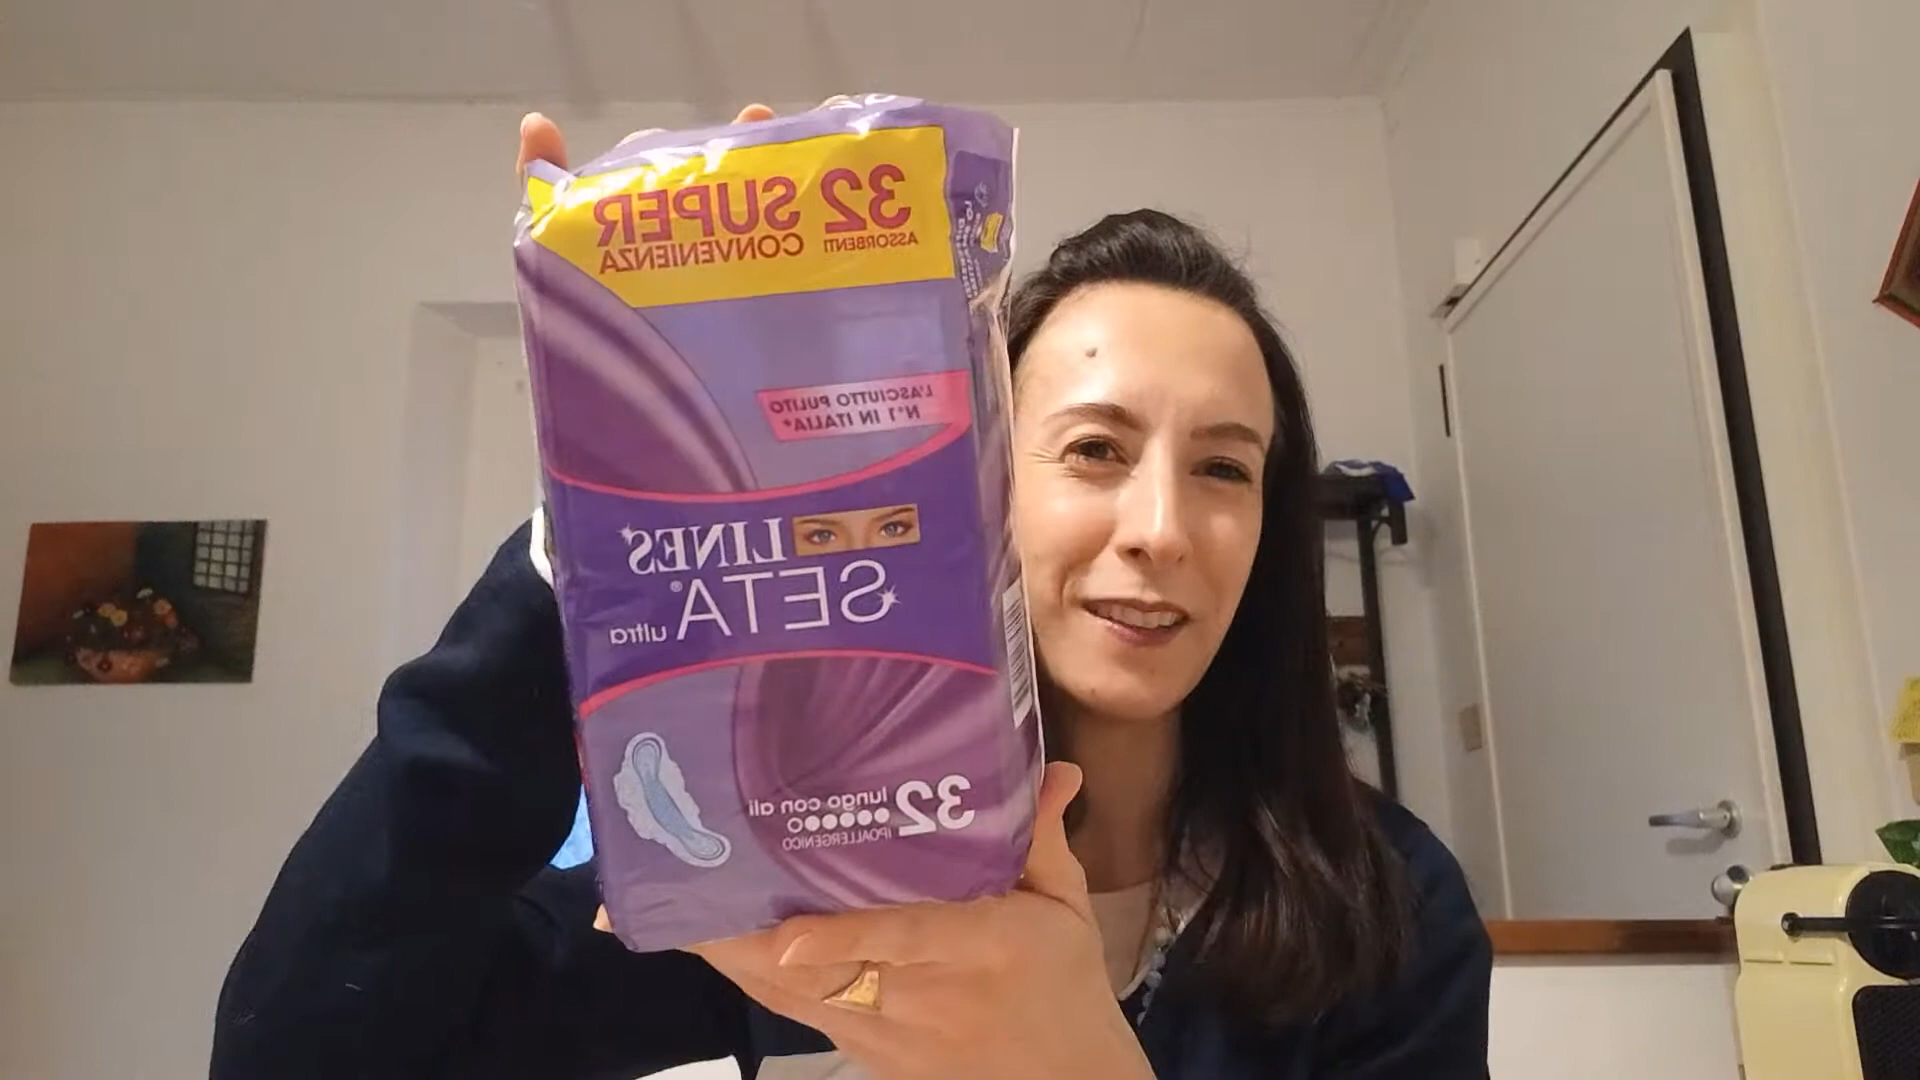 32 SUPER
ASSORBENTI CONVENIENZA
L'ASCIUTTO PULITO
N°1 IN ITALIA*
LINES
SETA® ultra
32 lungo con ali
IPOALLERGENICO